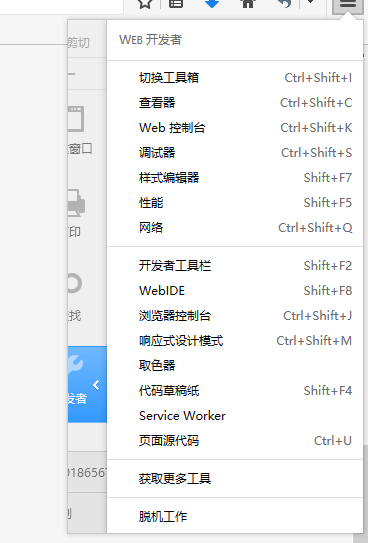 剪切
WEB 开发者
切换工具箱 Ctrl+Shift+I
查看器 Ctrl+Shift+C
Web 控制台 Ctrl+Shift+K
调试器 Ctrl+Shift+S
样式编辑器 Shift+F7
性能 Shift+F5
网络 Ctrl+Shift+Q
开发者工具栏 Shift+F2
WebIDE Shift+F8
浏览器控制台 Ctrl+Shift+J
响应式设计模式 Ctrl+Shift+M
取色器
代码草稿纸 Shift+F4
Service Worker
页面源代码 Ctrl+U
获取更多工具
脱机工作
窗口
印
找
发者
018656